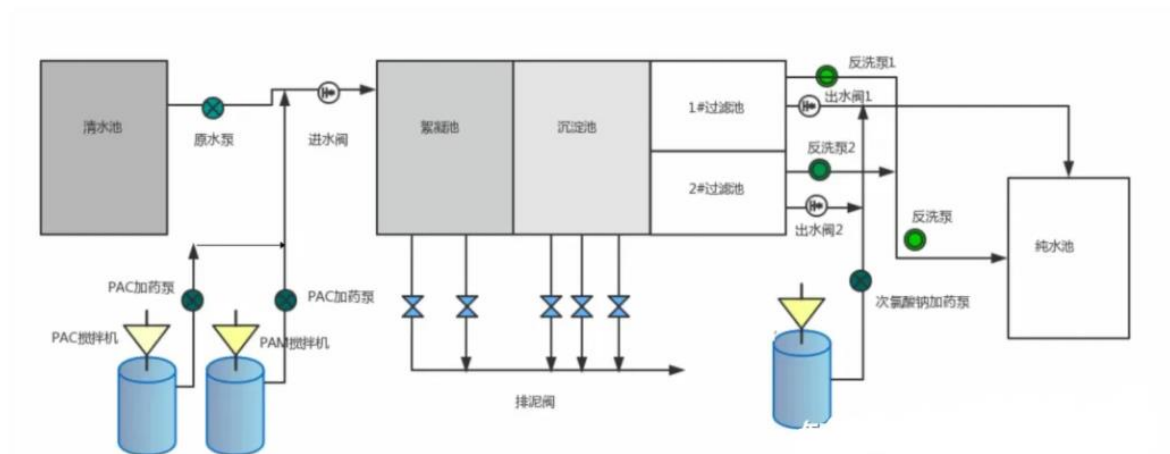 反洗泵1
出水阀1
清水池
原水泵
进水阀
絮凝池
沉淀池
1#过滤池
反洗泵2
2#过滤池
出水阀2
反洗泵
纯水池
PAC加药泵
PAC加药泵
次氯酸钠加药泵
PAC搅拌机
PAM搅拌机
排泥阀